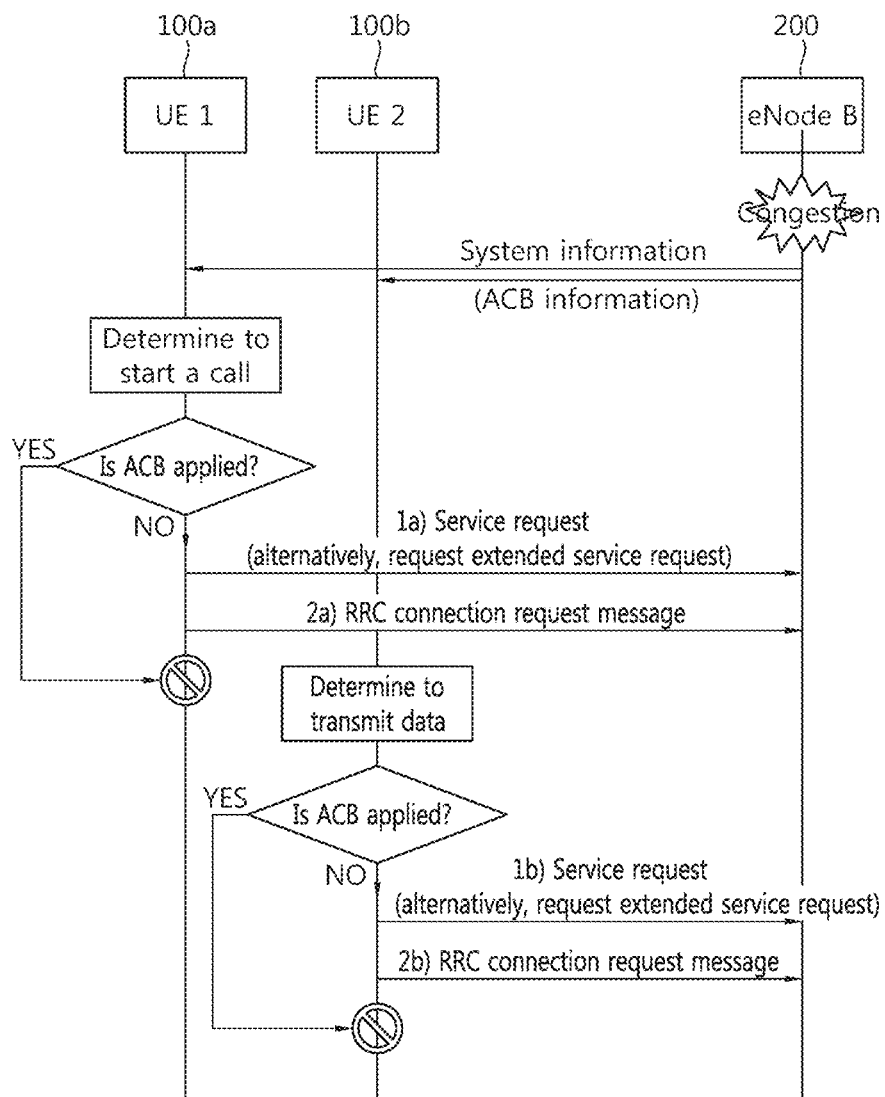 100a
100b
200
UE 1
UE 2
eNode B
Congestion
System information
(ACB information)
Determine to
start a call
YES
Is ACB applied?
NO
1a) Service request
(alternatively, request extended service request)
2a) RRC connection request message
Determine to
transmit data
YES
Is ACB applied?
NO
1b) Service request
(alternatively, request extended service request)
2b) RRC connection request message